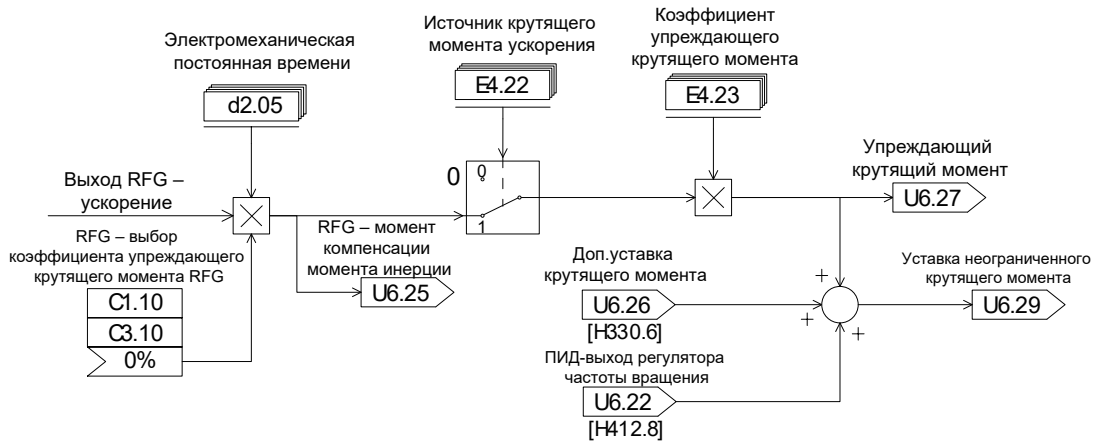 Электромеханическая
постоянная времени
d2.05
Источник крутящего
момента ускорения
E4.22
Коэффициент
упреждающего
крутящего момента
E4.23
Выход RFG –
ускорение
0
0
1
Упреждающий
крутящий момент
U6.27
RFG – выбор
коэффициента упреждающего
крутящего момента RFG
C1.10
C3.10
0%
RFG – момент
компенсации
момента инерции
U6.25
Доп.уставка
крутящего момента
U6.26
[H330.6]
+
+
+
Уставка неограниченного
крутящего момента
U6.29
ПИД-выход регулятора
частоты вращения
U6.22
[H412.8]